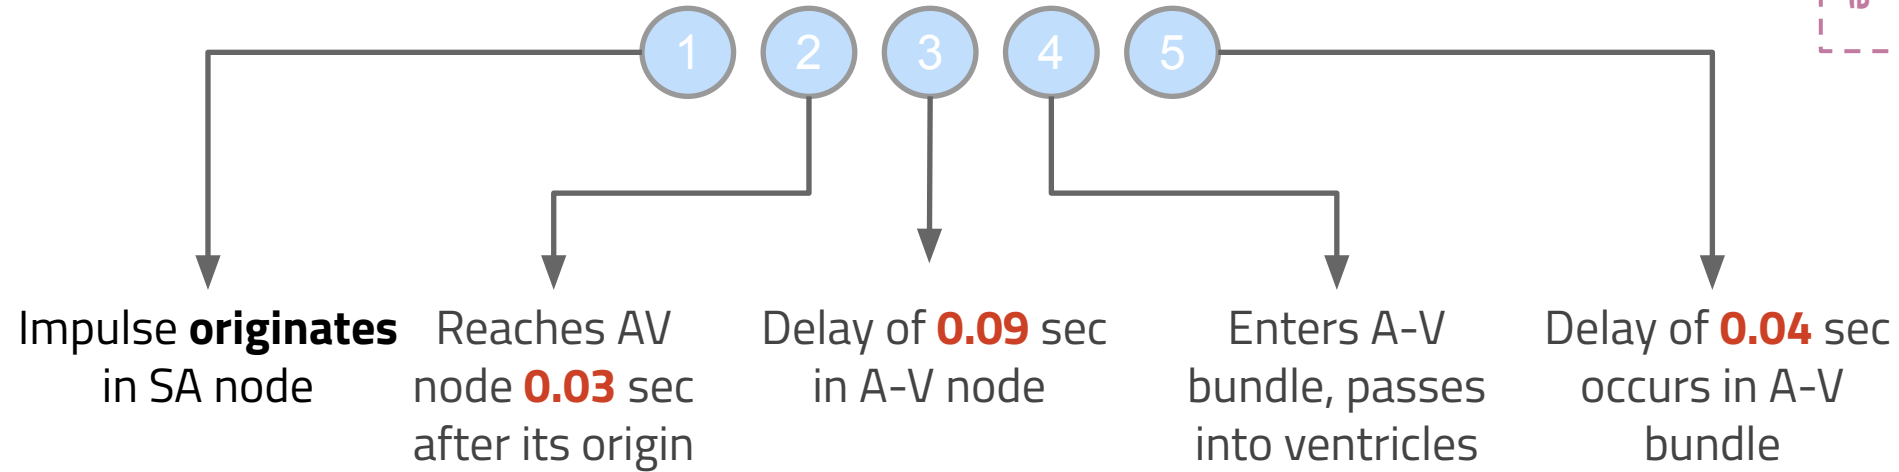 1 2 3 4 5
Impulse originates
in SA node
Reaches AV
node 0.03 sec
after its origin
Delay of 0.09 sec
in A-V node
Enters A-V
bundle, passes
into ventricles
Delay of 0.04 sec
occurs in A-V
bundle